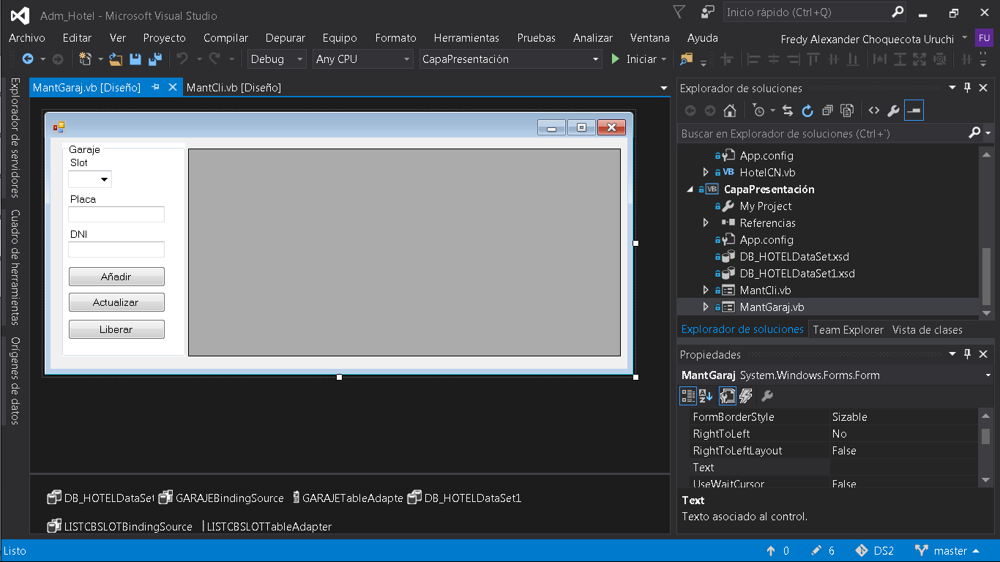 Adm_Hotel - Microsoft Visual Studio
Inicio rápido (Ctrl+Q)
Archivo Editar Ver Proyecto Compilar Depurar Equipo Formato Herramientas Pruebas Analizar Ventana Ayuda
Fredy Alexander Choquecota Uruchi FU
Debug Any CPU CapaPresentación Iniciar
Explorador de servidores
Cuadro de herramientas
Orígenes de datos
MantGaraj.vb [Diseño] MantCli.vb [Diseño]
Garaje
Slot
Placa
DNI
Añadir
Actualizar
Liberar
DB_HOTELDataSet GARAJEBindingSource GARAJETableAdapte DB_HOTELDataSet1
LISTCBSLOTBindingSource LISTCBSLOTTableAdapter
Explorador de soluciones
Buscar en Explorador de soluciones (Ctrl+`)
App.config
VB HotelCN.vb
VB CapaPresentación
My Project
Referencias
App.config
DB_HOTELDataSet.xsd
DB_HOTELDataSet1.xsd
MantCli.vb
MantGaraj.vb
Explorador de soluciones Team Explorer Vista de clases
Propiedades
MantGaraj System.Windows.Forms.Form
FormBorderStyle Sizable
RightToLeft No
RightToLeftLayout False
Text
UseWaitCursor False
Text
Texto asociado al control.
Listo
0 6 DS2 master